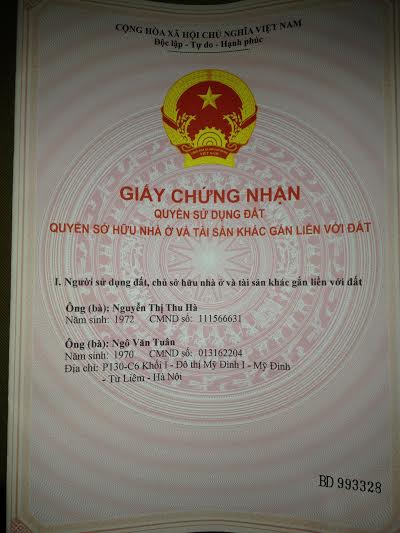 CỘNG HÒA XÃ HỘI CHỦ NGHĨA VIỆT NAM
Độc lập - Tự do - Hạnh phúc
VIỆT NAM
GIẤY CHỨNG NHẬN
QUYỀN SỬ DỤNG ĐẤT
QUYỀN SỞ HỮU NHÀ Ở VÀ TÀI SẢN KHÁC GẮN LIỀN VỚI ĐẤT
I. Người sử dụng đất, chủ sở hữu nhà ở và tài sản khác gắn liền với đất
Ông (bà): Nguyễn Thị Thu Hà
Năm sinh: 1972 CMND số: 111566631
Ông (bà): Ngô Văn Tuân
Năm sinh: 1970 CMND số: 013162204
Địa chỉ: P130-C6 Khối I - Đô thị Mỹ Đình I - Mỹ Đình
- Từ Liêm - Hà Nội
BD 993328